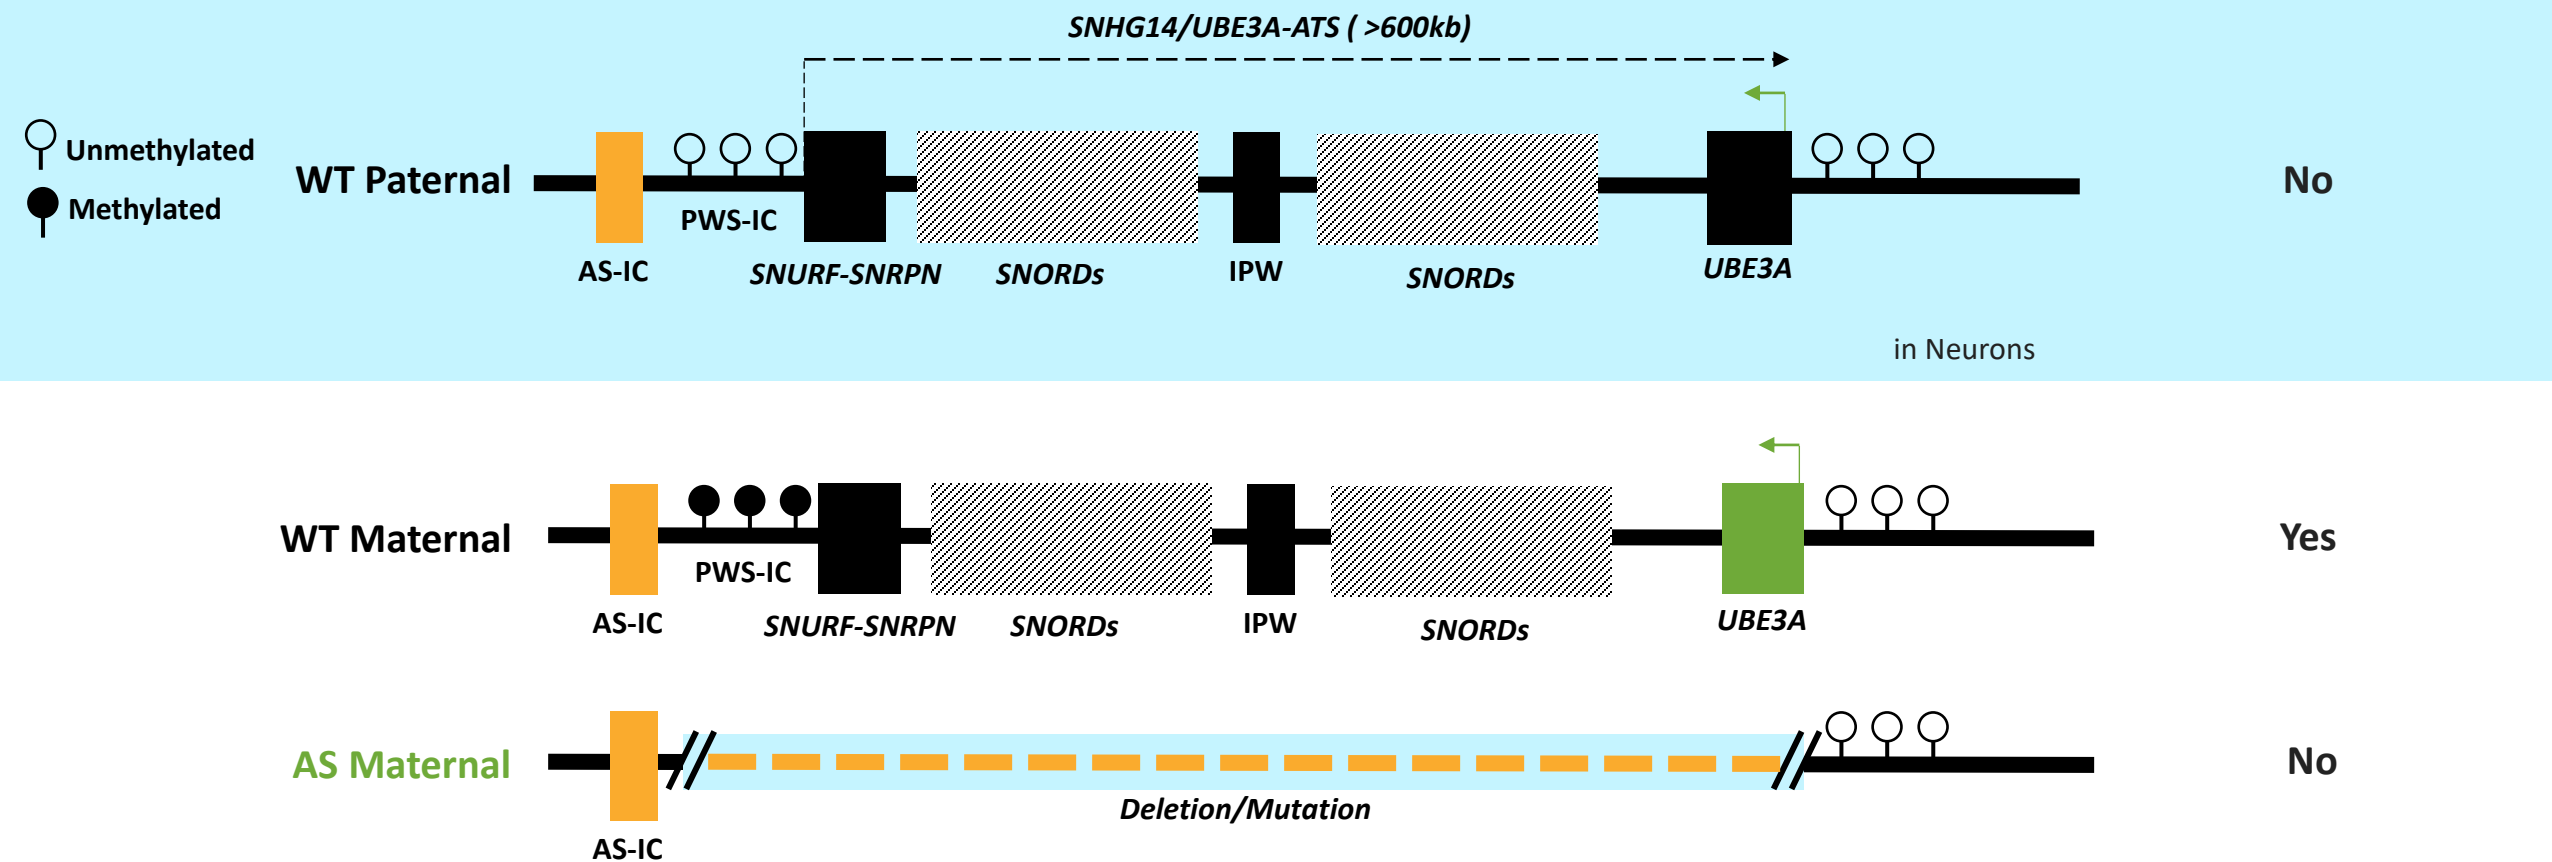 SNHG14/UBE3A-ATS ( >600kb)
Unmethylated
Methylated
WT Paternal
PWS-IC
No
AS-IC
SNURF-SNRPN
SNORDs
IPW
SNORDs
UBE3A
in Neurons
WT Maternal
PWS-IC
Yes
AS-IC
SNURF-SNRPN
SNORDs
IPW
SNORDs
UBE3A
AS Maternal
No
Deletion/Mutation
AS-IC